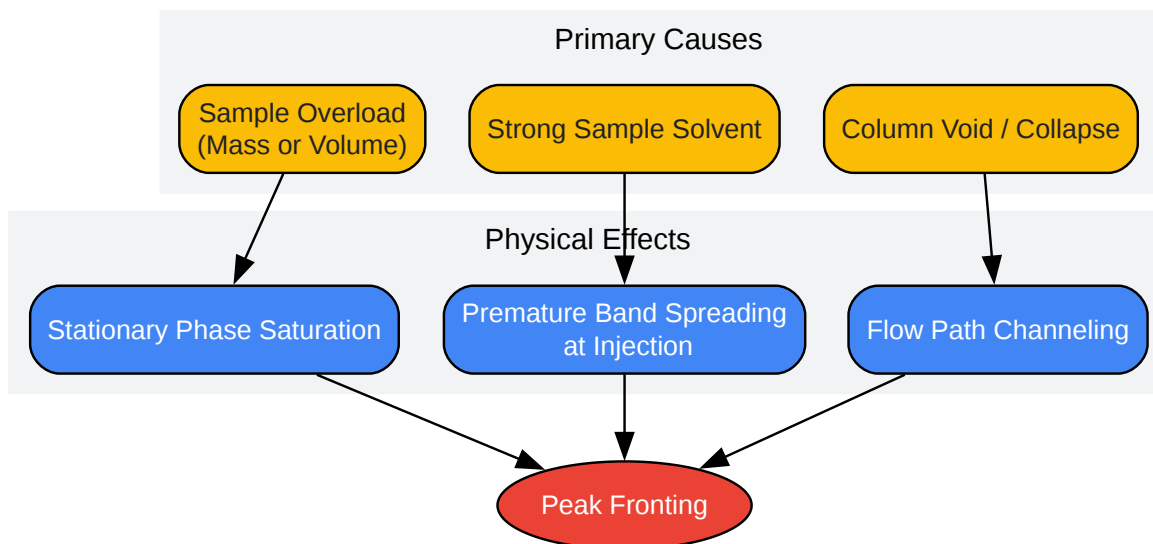 Primary Causes
Sample Overload
(Mass or Volume)
Strong Sample Solvent
Column Void / Collapse
Physical Effects
Stationary Phase Saturation
Premature Band Spreading
at Injection
Flow Path Channeling
Peak Fronting